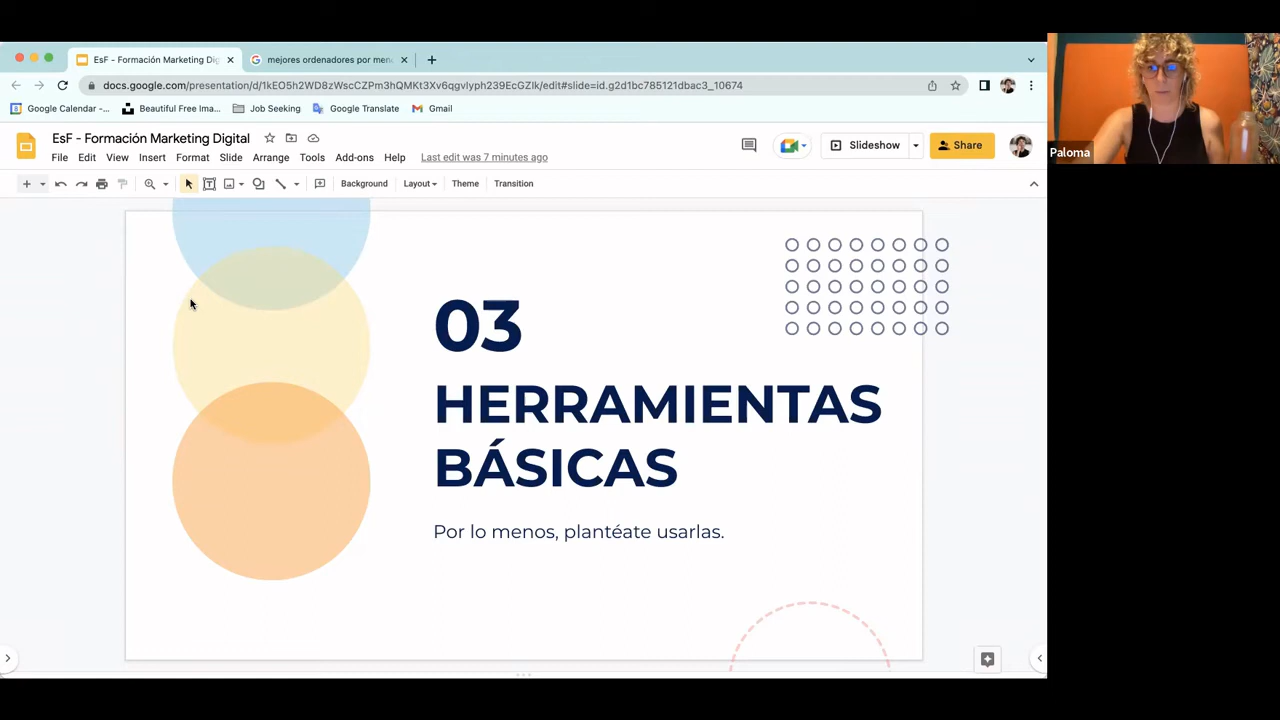 EsF - Formación Marketing Dig
mejores ordenadores por men
docs.google.com/presentation/d/1kEO5h2WD8zWscCZPm3hQMKt3Xv6qgvlyph239EcGZlk/edit#slide=id.g2d1bc785121dbac3_10674
Google Calendar -...
Beautiful Free Ima...
Job Seeking
Google Translate
Gmail
EsF - Formación Marketing Digital
Slideshow
Share
File Edit View Insert Format Slide Arrange Tools Add-ons Help Last edit was 7 minutes ago
Background Layout Theme Transition
Paloma
03
HERRAMIENTAS
BÁSICAS
Por lo menos, plantéate usarlas.